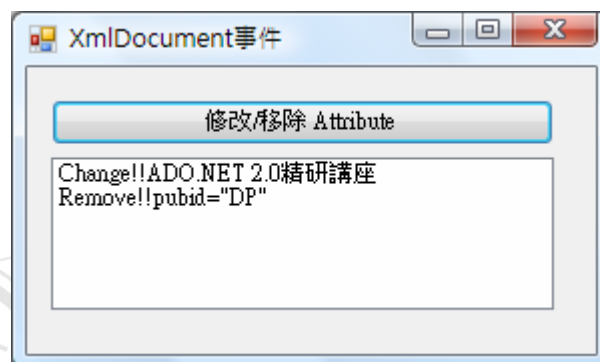 XmlDocument事件
修改/移除 Attribute
Change!!ADO.NET 2.0精研講座
Remove!!pubid="DP"